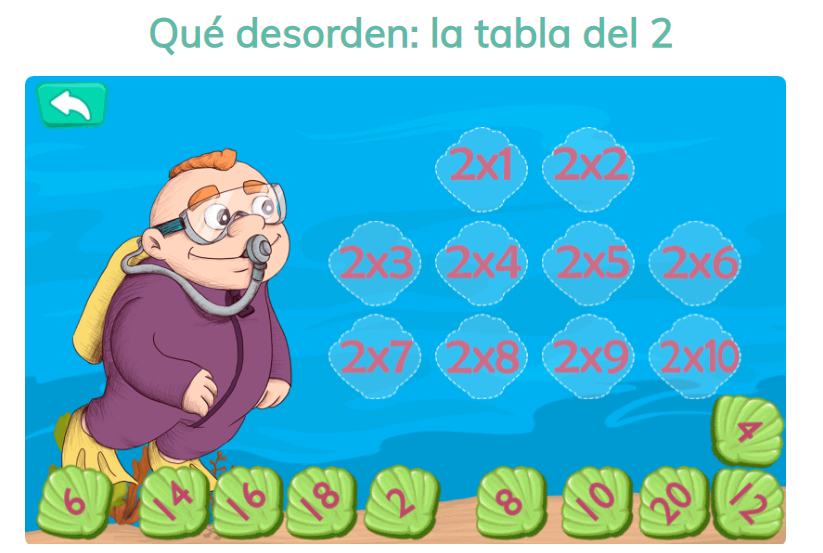 Qué desorden: la tabla del 2
2x1 2x2
2x3 2x4 2x5 2x6
2x7 2x8 2x9 2x10
4
6 14 16 18 2 8 10 20 12